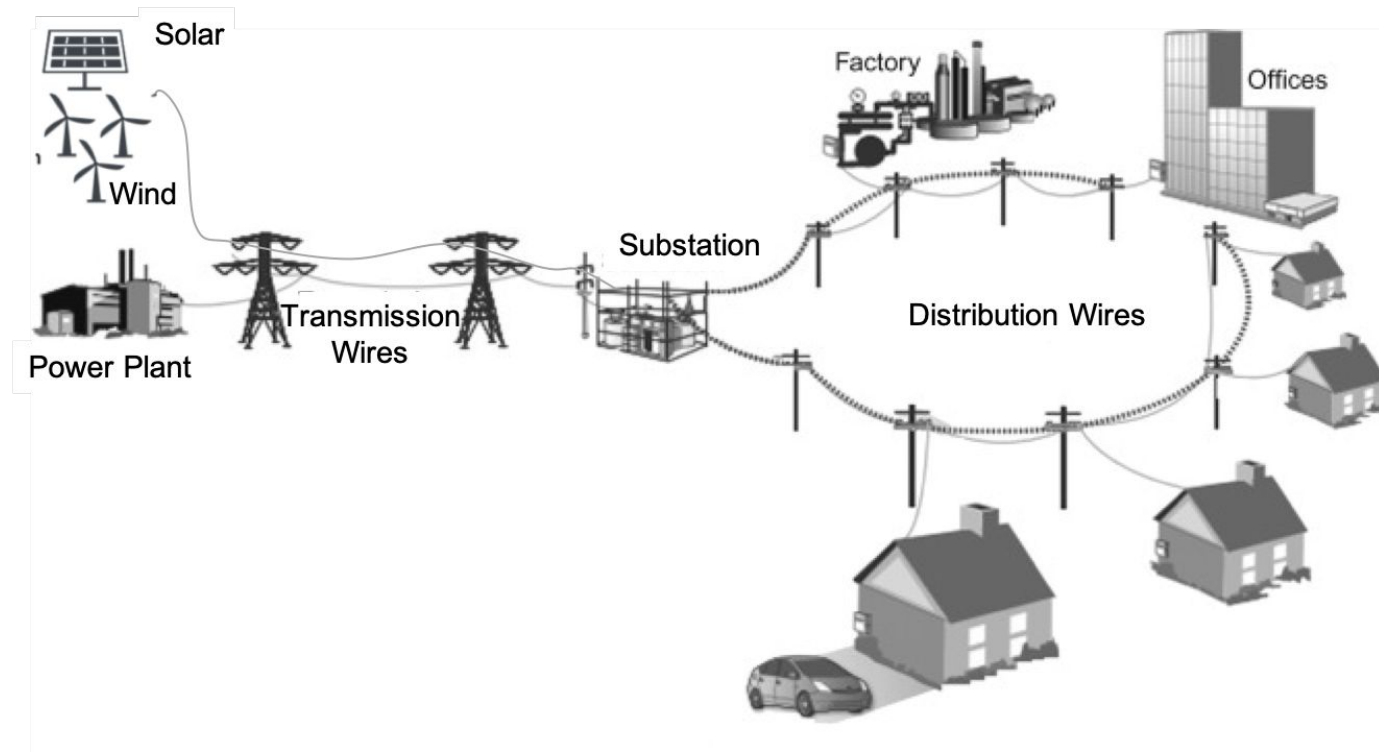 Solar
Wind
Power Plant
Transmission
Wires
Substation
Factory
Offices
Distribution Wires